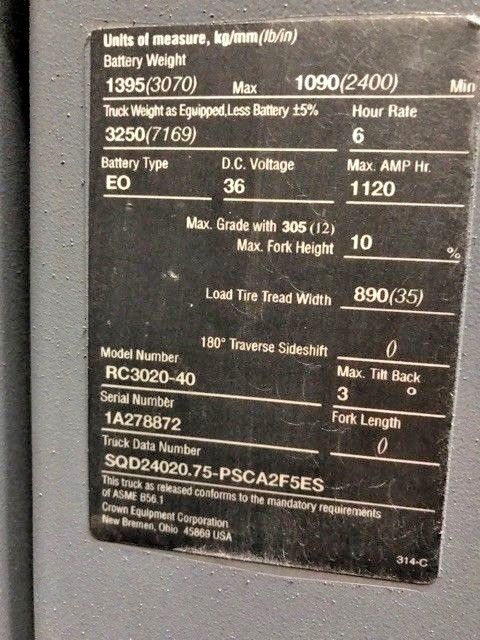 Units of measure, kg/mm(lb/in)
Battery Weight
1395(3070) Max 1090(2400) Min
Truck Weight as Equipped,Less Battery ±5% Hour Rate
3250(7169) 6
Battery Type D.C. Voltage Max. AMP Hr.
EO 36 1120
Max. Grade with 305 (12)
Max. Fork Height 10 %
Load Tire Tread Width 890(35)
180° Traverse Sideshift 0
Model Number Max. Tilt Back
RC3020-40 3 °
Serial Number Fork Length
1A278872 0
Truck Data Number
SQD24020.75-PSCA2F5ES
This truck as released conforms to the mandatory requirements
of ASME B56.1
Crown Equipment Corporation
New Bremen, Ohio 45869 USA
314-C